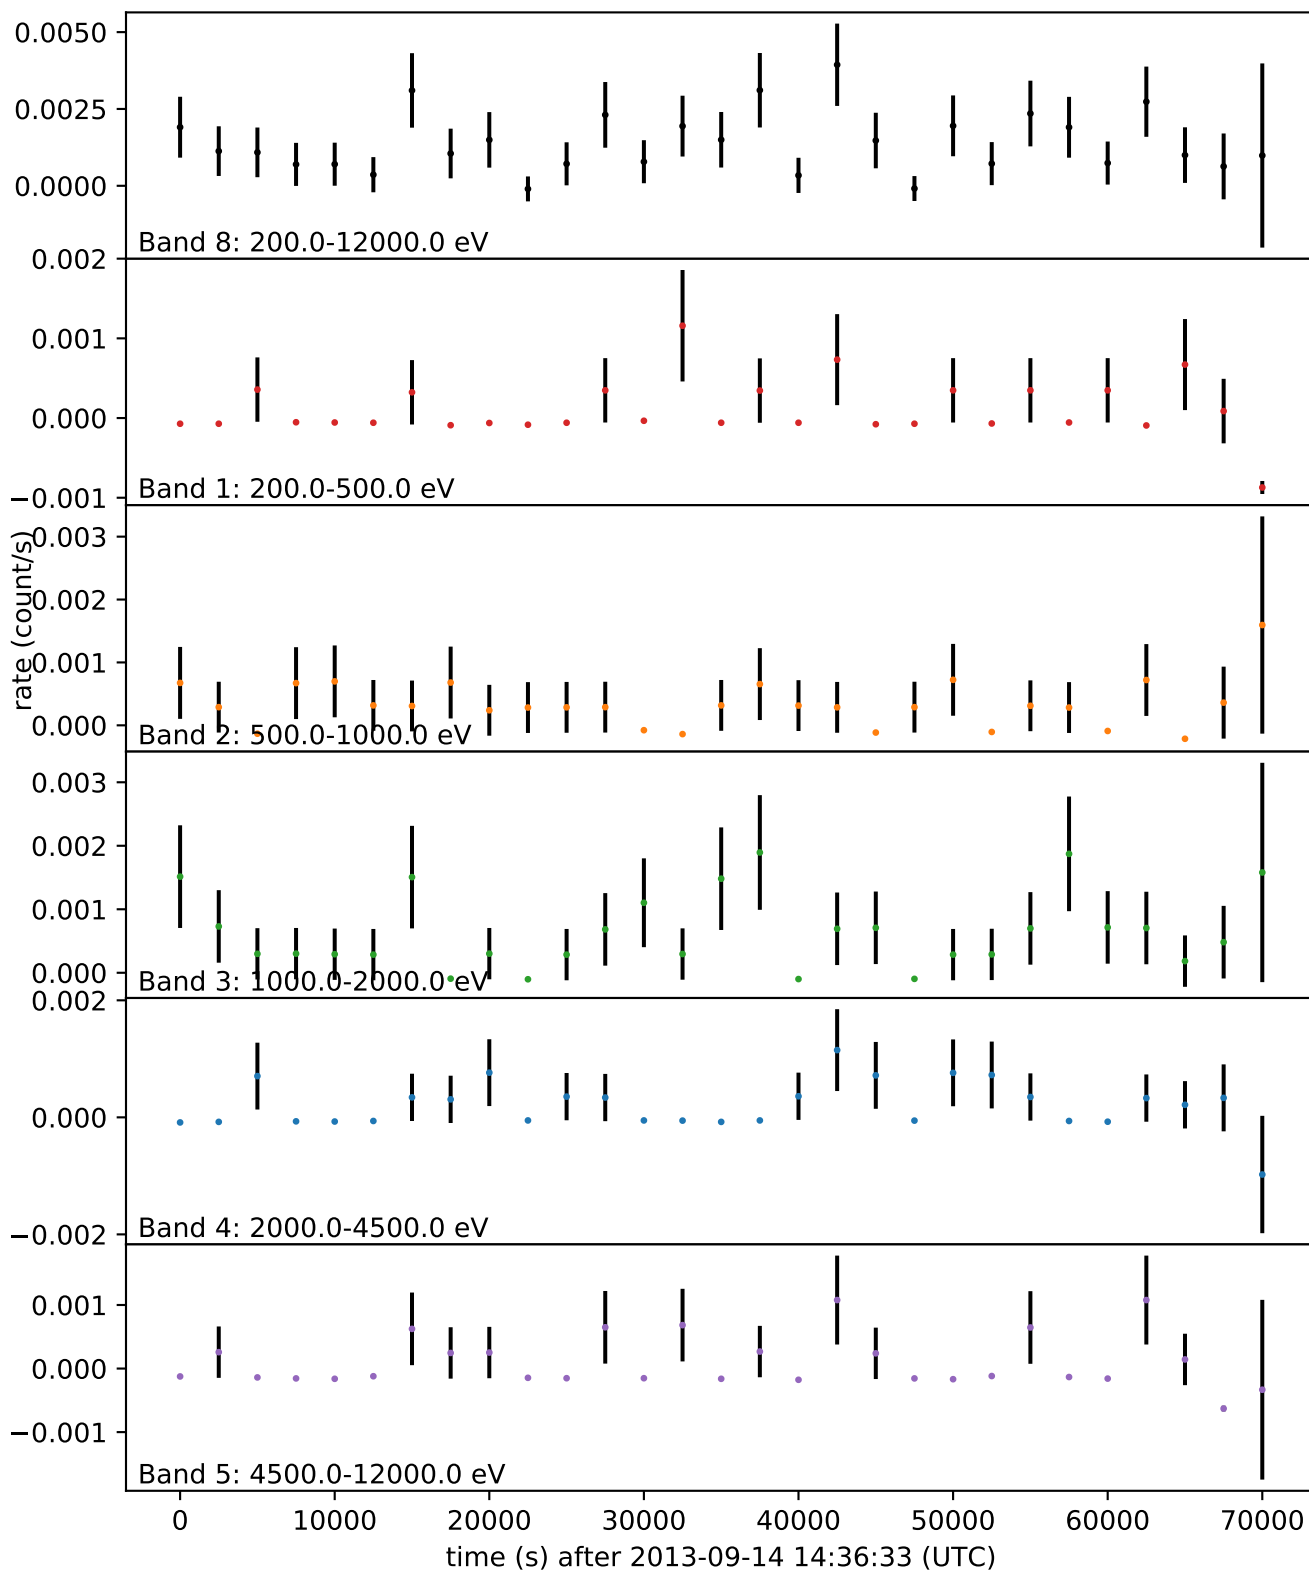 0.0050
0.0025
0.0000
Band 8: 200.0-12000.0 eV
0.002
0.001
0.000
−0.001
Band 1: 200.0-500.0 eV
rate (count/s)
0.003
0.002
0.001
0.000
Band 2: 500.0-1000.0 eV
0.003
0.002
0.001
0.000
Band 3: 1000.0-2000.0 eV
0.002
0.000
−0.002
Band 4: 2000.0-4500.0 eV
0.001
0.000
−0.001
Band 5: 4500.0-12000.0 eV
0 10000 20000 30000 40000 50000 60000 70000
time (s) after 2013-09-14 14:36:33 (UTC)